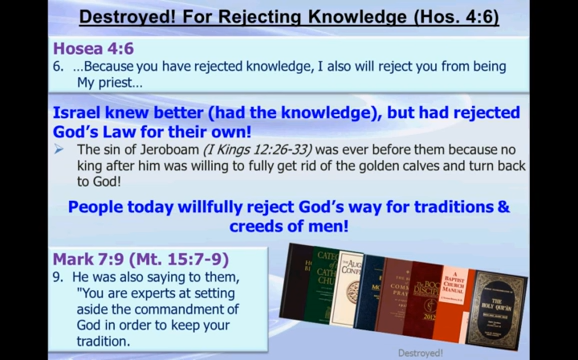 Destroyed! For Rejecting Knowledge (Hos. 4:6)
Hosea 4:6
6. …Because you have rejected knowledge, I also will reject you from being
My priest…
Israel knew better (had the knowledge), but had rejected
God's Law for their own!
➢ The sin of Jeroboam (I Kings 12:26-33) was ever before them because no
king after him was willing to fully get rid of the golden calves and turn back
to God!
People today willfully reject God's way for traditions &
creeds of men!
Mark 7:9 (Mt. 15:7-9)
9. He was also saying to them,
"You are experts at setting
aside the commandment of
God in order to keep your
tradition.
A
BAPTIST
CHURCH
MANUAL
THE
HOLY QUR'AN
2012
Destroyed!